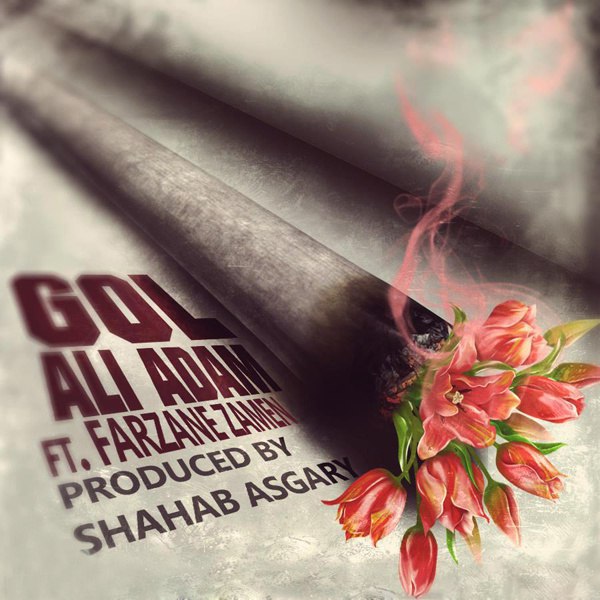 GOL
ALI ADAM
FT. FARZANE ZAMEN
PRODUCED BY
SHAHAB ASGARY